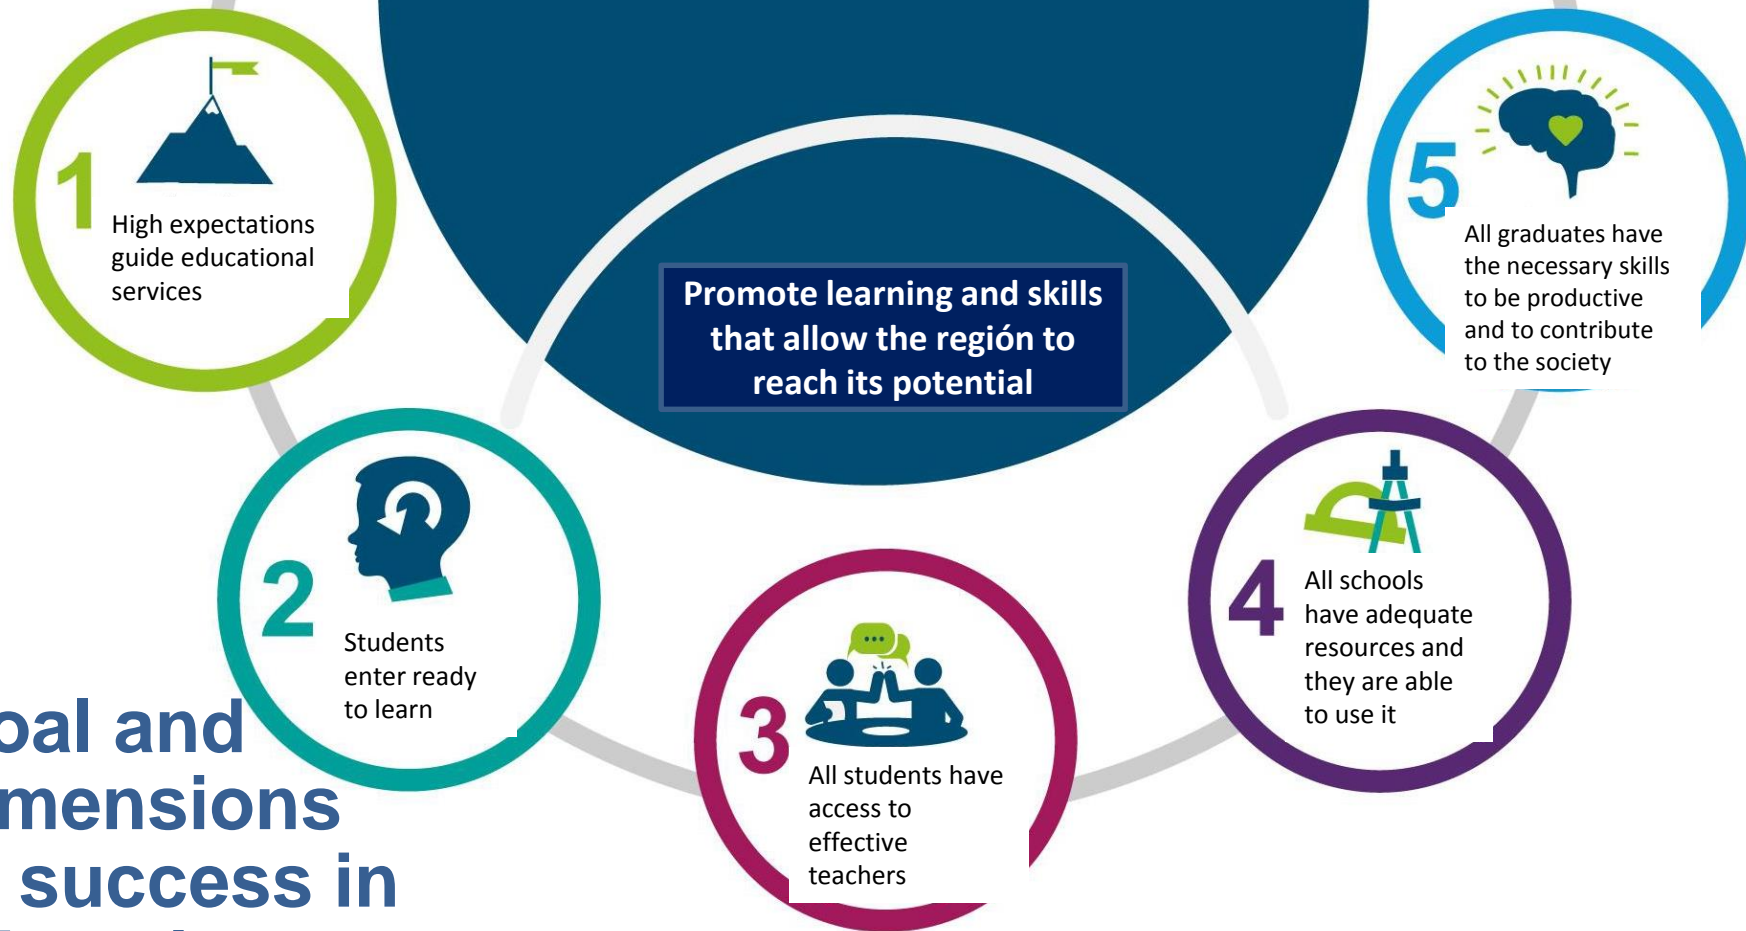 1
High expectations
guide educational
services
2
Students
enter ready
to learn
3
All students have
access to
effective
teachers
4
All schools
have adequate
resources and
they are able
to use it
5
All graduates have
the necessary skills
to be productive
and to contribute
to the society
Promote learning and skills
that allow the región to
reach its potential
oal and
mensions
success in